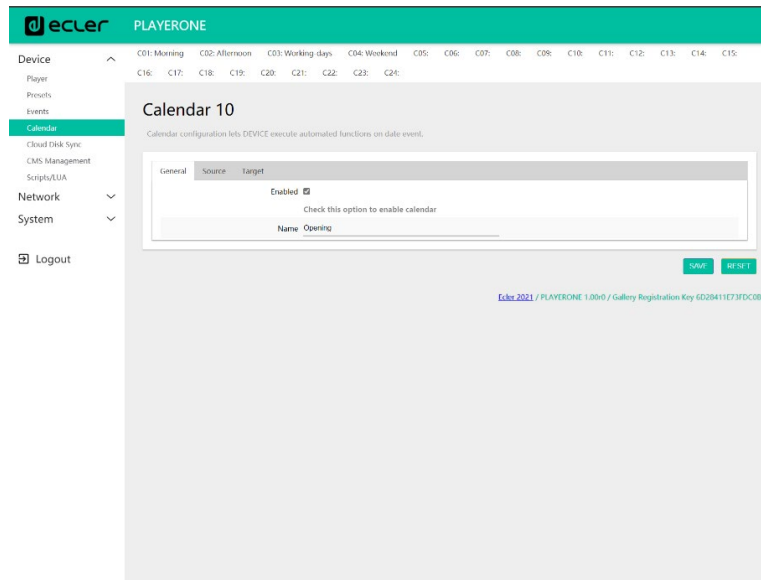 ecler
PLAYERONE
Device
Player
Presets
Events
Calendar
Cloud Disk Sync
CMS Management
Scripts/LUA
Network
System
Logout
C01: Morning C02: Afternoon C03: Working-days C04: Weekend C05: C06: C07: C08: C09: C10: C11: C12: C13: C14: C15:
C16: C17: C18: C19: C20: C21: C22: C23: C24:
Calendar 10
Calendar configuration lets DEVICE execute automated functions on date event.
General Source Target
Enabled
Check this option to enable calendar
Name Opening
SAVE RESET
Ecler 2021 / PLAYERONE 1.00r0 / Gallery Registration Key